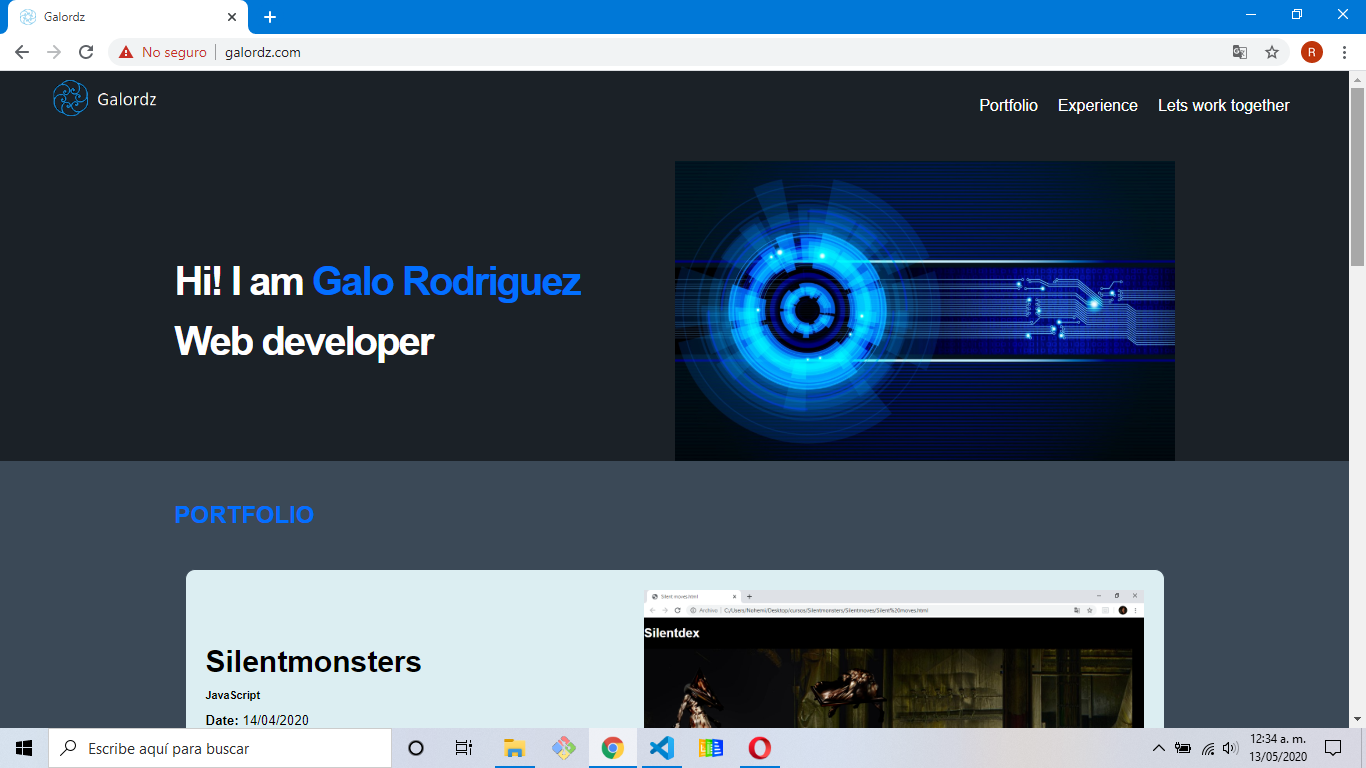 Galordz
No seguro
galordz.com
R
Galordz
Portfolio
Experience
Lets work together
Hi! I am Galo Rodriguez
Web developer
PORTFOLIO
Silentmonsters
JavaScript
Date: 14/04/2020
Silent moves.html
Archivo
C:/Users/Nohemi/Desktop/cursos/Silentmonsters/Silentmoves/Silent%20moves.html
Silentdex
Escribe aquí para buscar
12:34 a. m.
13/05/2020